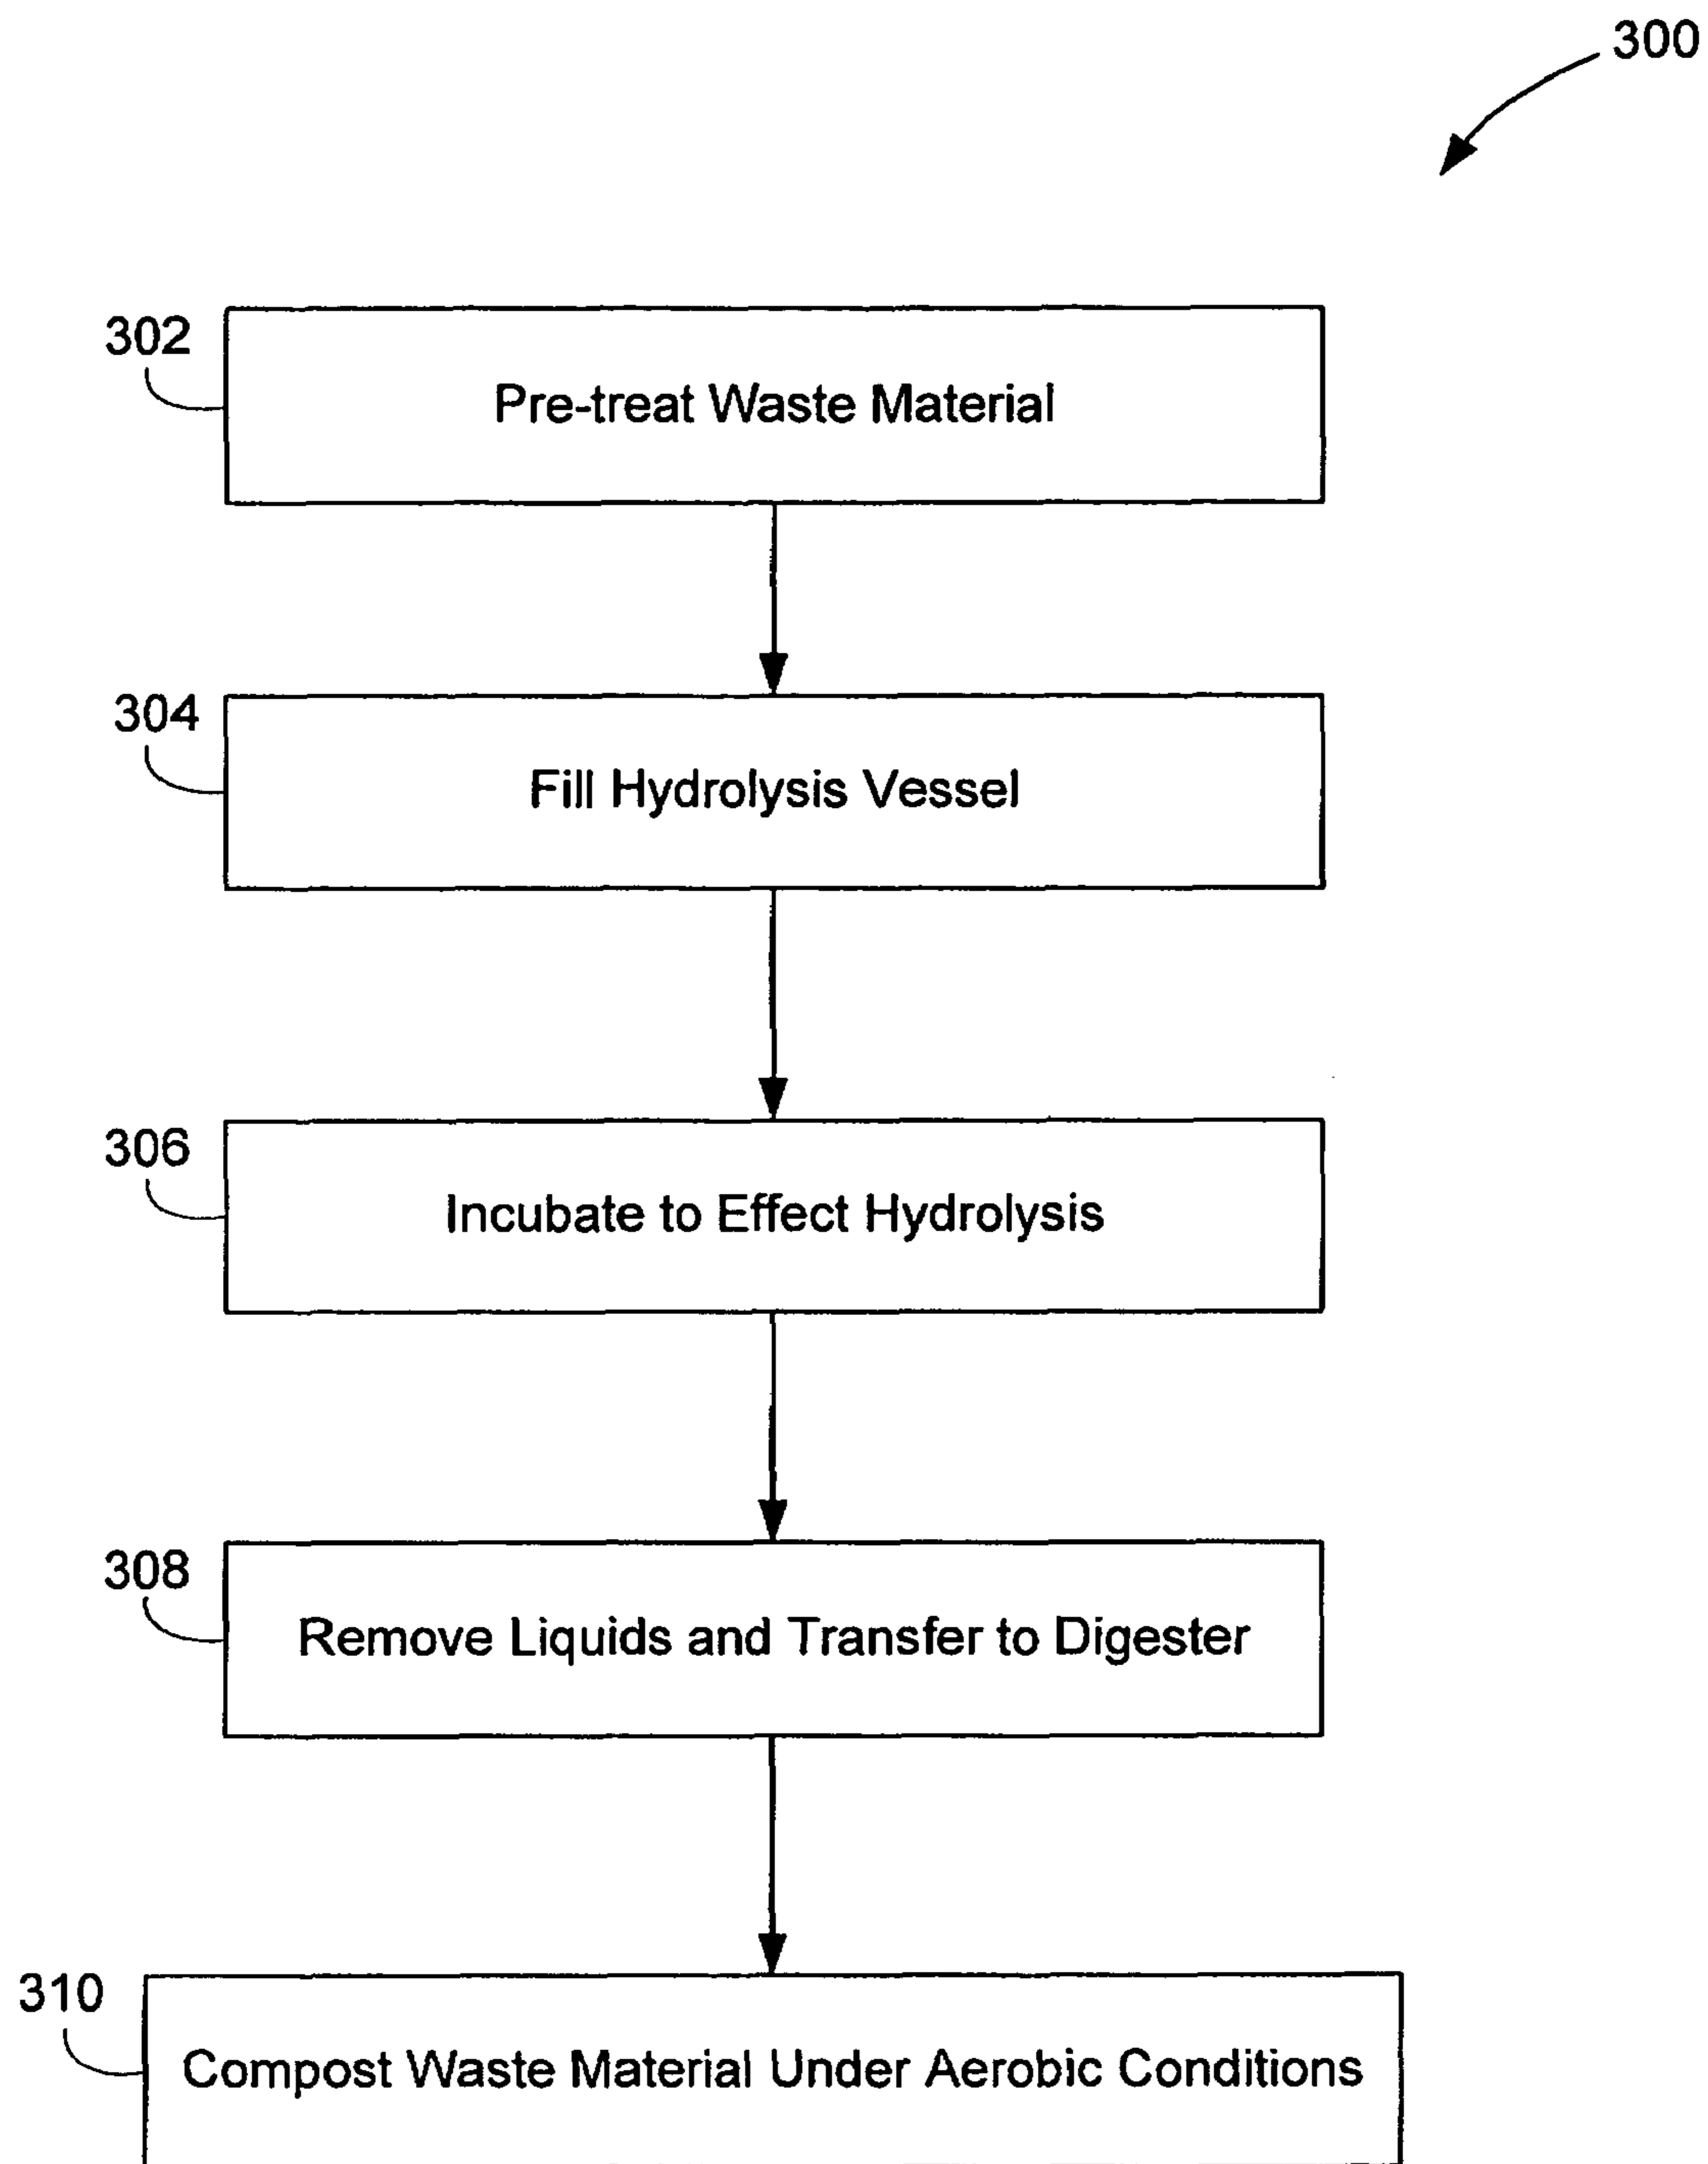 300
302
Pre-treat Waste Material
304
Fill Hydrolysis Vessel
306
Incubate to Effect Hydrolysis
308
Remove Liquids and Transfer to Digester
310
Compost Waste Material Under Aerobic Conditions